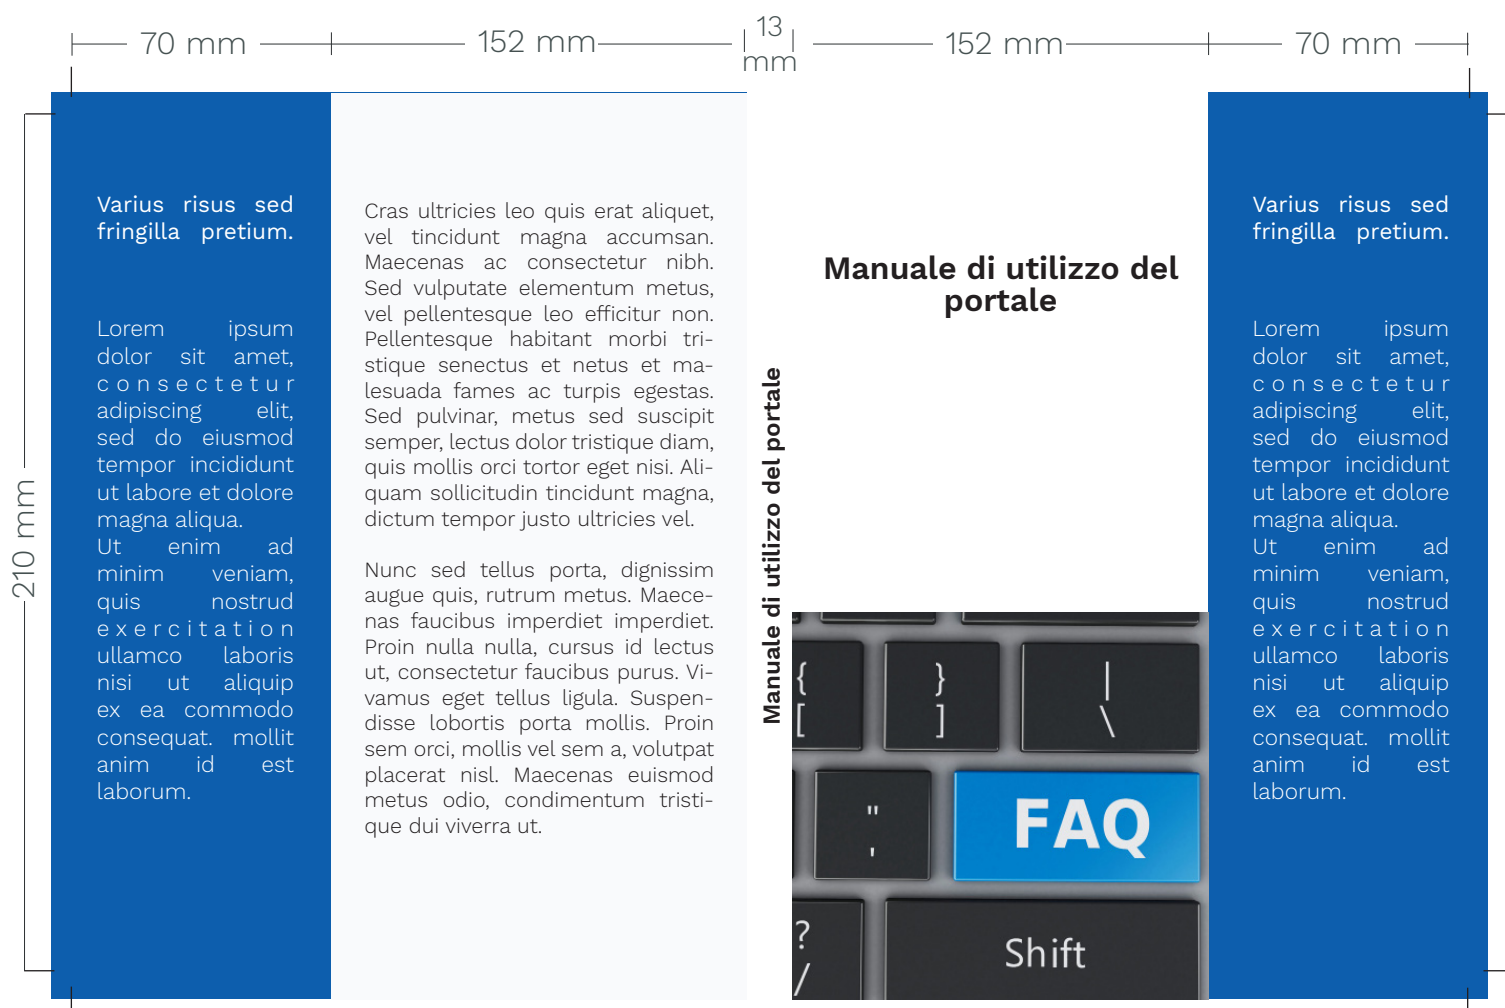 70 mm
152 mm
13
mm
152 mm
70 mm
210 mm
Varius risus sed
fringilla pretium.
Lorem ipsum
dolor sit amet,
consectetur
adipiscing elit,
sed do eiusmod
tempor incididunt
ut labore et dolore
magna aliqua.
Ut enim ad
minim veniam,
quis nostrud
exercitation
ullamco laboris
nisi ut aliquip
ex ea commodo
consequat. mollit
anim id est
laborum.
Cras ultricies leo quis erat aliquet,
vel tincidunt magna accumsan.
Maecenas ac consectetur nibh.
Sed vulputate elementum metus,
vel pellentesque leo efficitur non.
Pellentesque habitant morbi tri-
stique senectus et netus et ma-
lesuada fames ac turpis egestas.
Sed pulvinar, metus sed suscipit
semper, lectus dolor tristique diam,
quis mollis orci tortor eget nisi. Ali-
quam sollicitudin tincidunt magna,
dictum tempor justo ultricies vel.
Nunc sed tellus porta, dignissim
augue quis, rutrum metus. Maece-
nas faucibus imperdiet imperdiet.
Proin nulla nulla, cursus id lectus
ut, consectetur faucibus purus. Vi-
vamus eget tellus ligula. Suspen-
disse lobortis porta mollis. Proin
sem orci, mollis vel sem a, volutpat
placerat nisl. Maecenas euismod
metus odio, condimentum tristi-
que dui viverra ut.
Manuale di utilizzo del portale
Manuale di utilizzo del
portale
{ } |
[ ] \
" FAQ
'
? Shift
/
Varius risus sed
fringilla pretium.
Lorem ipsum
dolor sit amet,
consectetur
adipiscing elit,
sed do eiusmod
tempor incididunt
ut labore et dolore
magna aliqua.
Ut enim ad
minim veniam,
quis nostrud
exercitation
ullamco laboris
nisi ut aliquip
ex ea commodo
consequat. mollit
anim id est
laborum.